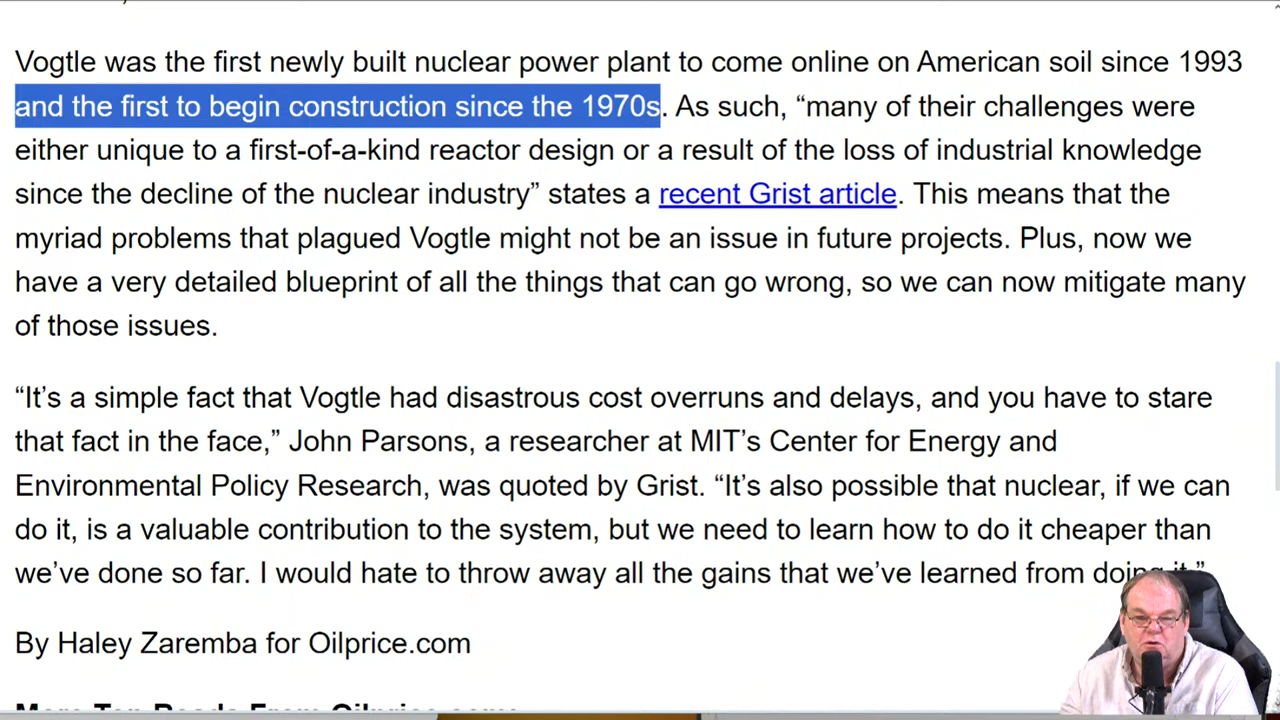 Vogtle was the first newly built nuclear power plant to come online on American soil since 1993
and the first to begin construction since the 1970s. As such, “many of their challenges were
either unique to a first-of-a-kind reactor design or a result of the loss of industrial knowledge
since the decline of the nuclear industry” states a recent Grist article. This means that the
myriad problems that plagued Vogtle might not be an issue in future projects. Plus, now we
have a very detailed blueprint of all the things that can go wrong, so we can now mitigate many
of those issues.
“It’s a simple fact that Vogtle had disastrous cost overruns and delays, and you have to stare
that fact in the face,” John Parsons, a researcher at MIT’s Center for Energy and
Environmental Policy Research, was quoted by Grist. “It’s also possible that nuclear, if we can
do it, is a valuable contribution to the system, but we need to learn how to do it cheaper than
we’ve done so far. I would hate to throw away all the gains that we’ve learned from doing it.”
By Haley Zaremba for Oilprice.com
More Top Reads From Oilprice.com: